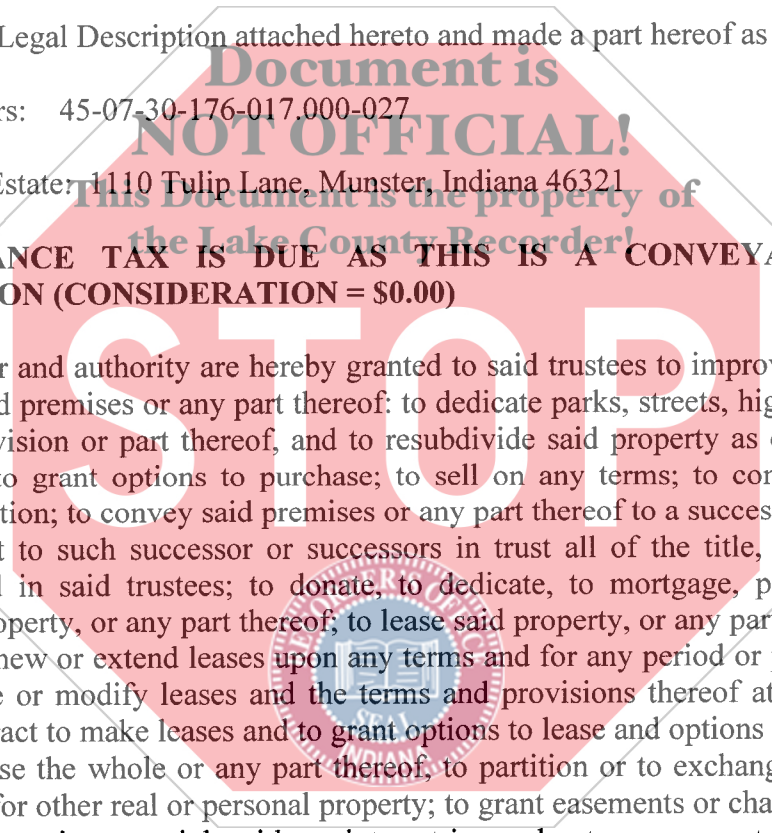 Legal Description attached hereto and made a part hereof as
Document is
rs: 45-07-30-176-017.000-027
NOT OFFICIAL!
Estate: 1110 Tulip Lane, Munster, Indiana 46321
This Document is the property of
the Lake County Recorder!
ANCE TAX IS DUE AS THIS IS A CONVEYA
ON (CONSIDERATION = $0.00)
STOP
r and authority are hereby granted to said trustees to improv
d premises or any part thereof: to dedicate parks, streets, hig
vision or part thereof, and to resubdivide said property as
to grant options to purchase; to sell on any terms; to con
tion; to convey said premises or any part thereof to a success
t to such successor or successors in trust all of the title,
l in said trustees; to donate, to dedicate, to mortgage, p
operty, or any part thereof; to lease said property, or any par
new or extend leases upon any terms and for any period or
e or modify leases and the terms and provisions thereof at
ract to make leases and to grant options to lease and options
se the whole or any part thereof, to partition or to exchang
for other real or personal property; to grant easements or cha
RECORDER'S OFFICE
SEAL
INDIANA